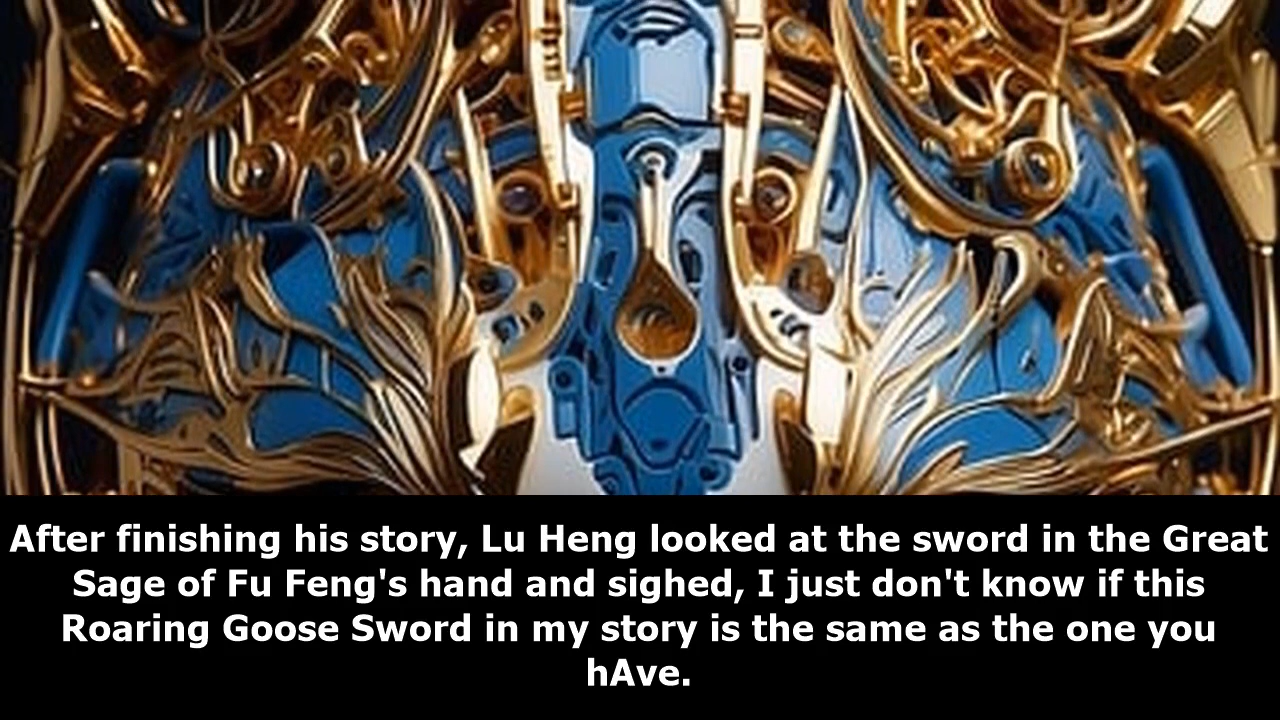 After finishing his story, Lu Heng looked at the sword in the Great
Sage of Fu Feng's hand and sighed, I just don't know if this
Roaring Goose Sword in my story is the same as the one you
hAve.